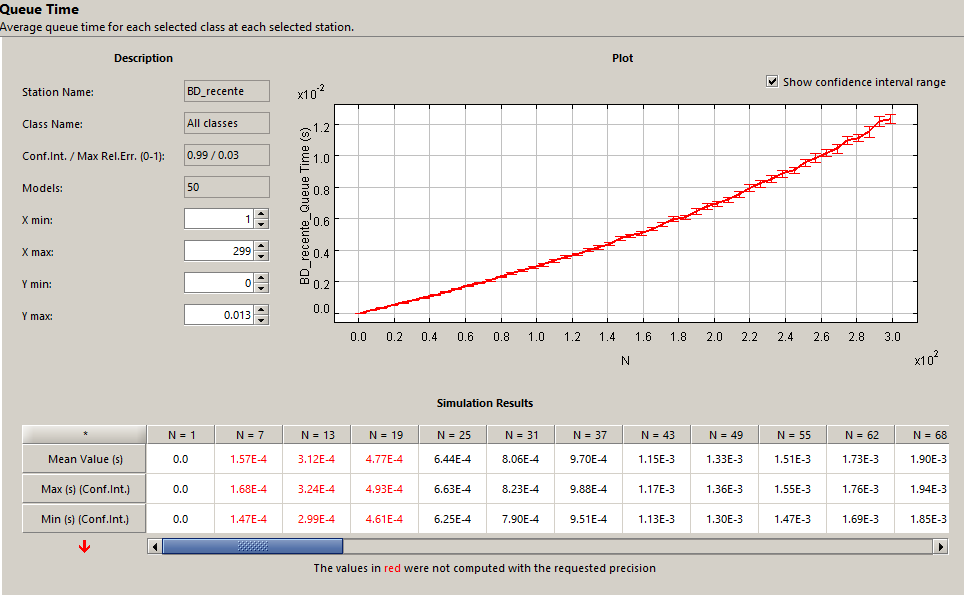 Queue Time
Average queue time for each selected class at each selected station.
Description
Station Name: BD_recente
Class Name: All classes
Conf.Int. / Max Rel.Err. (0-1): 0.99 / 0.03
Models: 50
X min: 1
X max: 299
Y min: 0
Y max: 0.013
Plot
Show confidence interval range
x10-2
BD_recente_Queue Time (s)
1.2
1.0
0.8
0.6
0.4
0.2
0.0
0.0 0.2 0.4 0.6 0.8 1.0 1.2 1.4 1.6 1.8 2.0 2.2 2.4 2.6 2.8 3.0
N
x10 2
Simulation Results
* N = 1 N = 7 N = 13 N = 19 N = 25 N = 31 N = 37 N = 43 N = 49 N = 55 N = 62 N = 68
Mean Value (s) 0.0 1.57E-4 3.12E-4 4.77E-4 6.44E-4 8.06E-4 9.70E-4 1.15E-3 1.33E-3 1.51E-3 1.73E-3 1.90E-3
Max (s) (Conf.Int.) 0.0 1.68E-4 3.24E-4 4.93E-4 6.63E-4 8.23E-4 9.88E-4 1.17E-3 1.36E-3 1.55E-3 1.76E-3 1.94E-3
Min (s) (Conf.Int.) 0.0 1.47E-4 2.99E-4 4.61E-4 6.25E-4 7.90E-4 9.51E-4 1.13E-3 1.30E-3 1.47E-3 1.69E-3 1.85E-3
The values in red were not computed with the requested precision